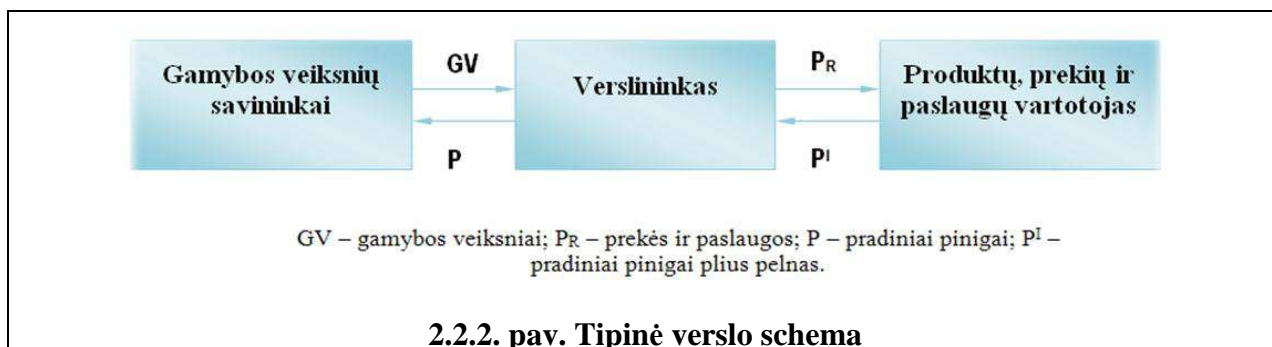 Gamybos veiksnių
savininkai
GV
P
Verslininkas
PR
PI
Produktų, prekių ir
paslaugų vartotojas
GV – gamybos veiksniai; PR – prekės ir paslaugos; P – pradiniai pinigai; PI –
pradiniai pinigai plius pelnas.
2.2.2. pav. Tipinė verslo schema